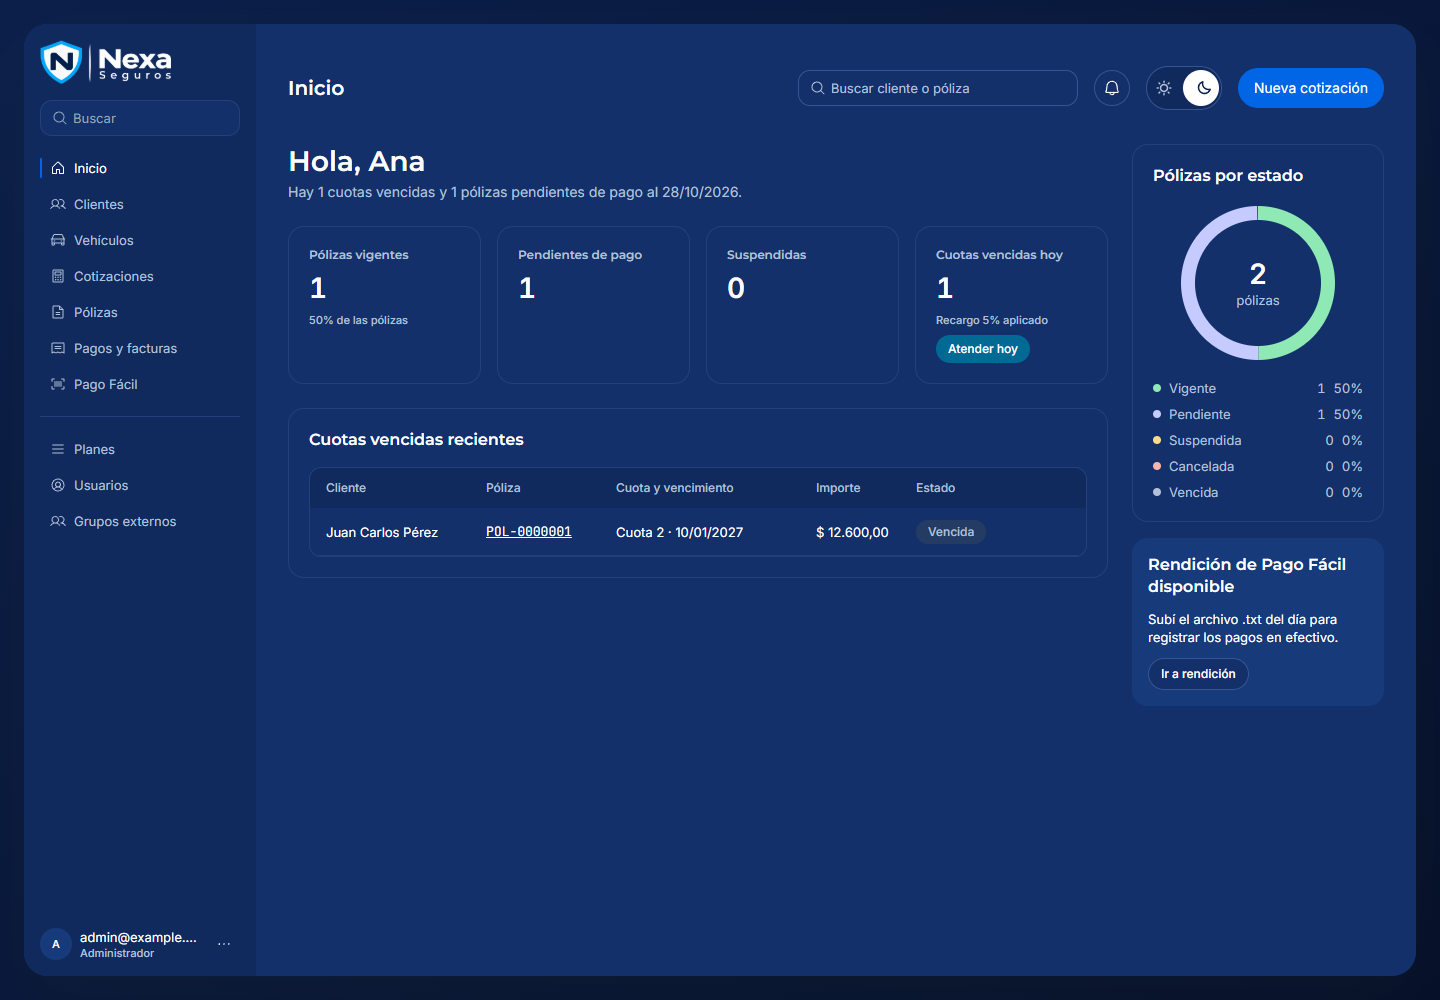 Nexa
Seguros
Buscar
Inicio
Clientes
Vehículos
Cotizaciones
Pólizas
Pagos y facturas
Pago Fácil
Planes
Usuarios
Grupos externos
A
admin@example....
Administrador
...
Inicio
Buscar cliente o póliza
Nueva cotización
Hola, Ana
Hay 1 cuotas vencidas y 1 pólizas pendientes de pago al 28/10/2026.
Pólizas vigentes
1
50% de las pólizas
Pendientes de pago
1
Suspendidas
0
Cuotas vencidas hoy
1
Recargo 5% aplicado
Atender hoy
Cuotas vencidas recientes
Cliente Póliza Cuota y vencimiento Importe Estado
Juan Carlos Pérez POL-0000001 Cuota 2 · 10/01/2027 $ 12.600,00 Vencida
Pólizas por estado
2
pólizas
Vigente 1 50%
Pendiente 1 50%
Suspendida 0 0%
Cancelada 0 0%
Vencida 0 0%
Rendición de Pago Fácil
disponible
Subí el archivo .txt del día para
registrar los pagos en efectivo.
Ir a rendición